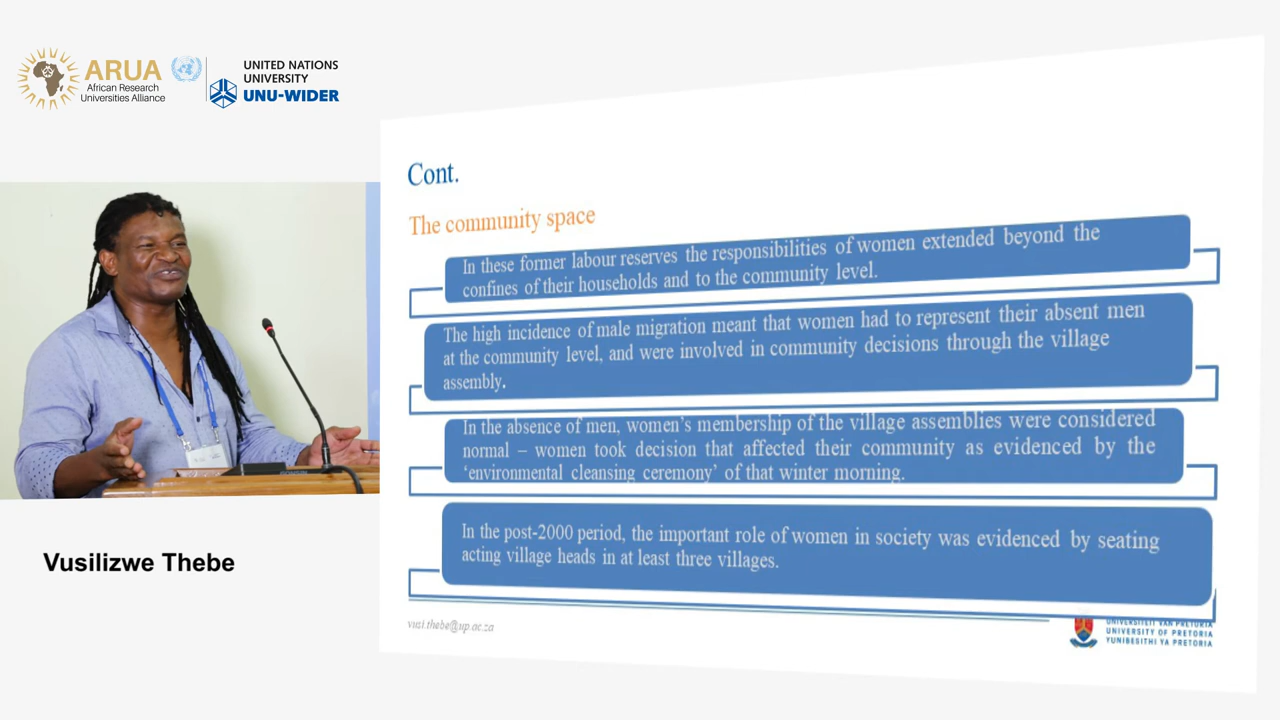 ARUA
African Research
Universities Alliance
UNITED NATIONS
UNIVERSITY
UNU-WIDER
Vusilizwe Thebe
Cont.
The community space
In these former labour reserves the responsibilities of women extended beyond the
confines of their households and to the community level.
The high incidence of male migration meant that women had to represent their absent men
at the community level, and were involved in community decisions through the village
assembly.
In the absence of men, women's membership of the village assemblies were considered
normal – women took decision that affected their community as evidenced by the
‘environmental cleansing ceremony’ of that winter morning.
In the post-2000 period, the important role of women in society was evidenced by seating
acting village heads in at least three villages.
vusi.thebe@up.ac.za
UNIVERSITEIT VAN PRETORIA
UNIVERSITY OF PRETORIA
YUNIBESITHI YA PRETORIA